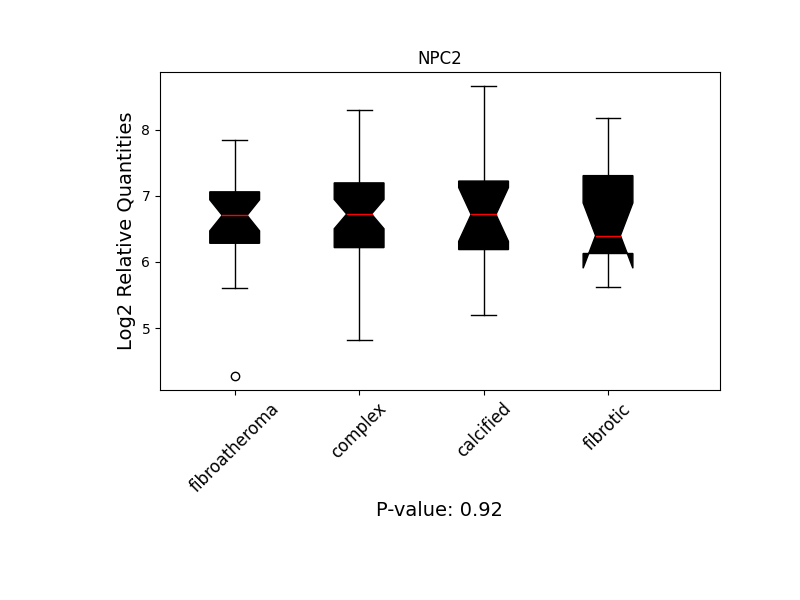 NPC2
Log2 Relative Quantities
8
7
6
5
fibroatheroma
complex
calcified
fibrotic
P-value: 0.92